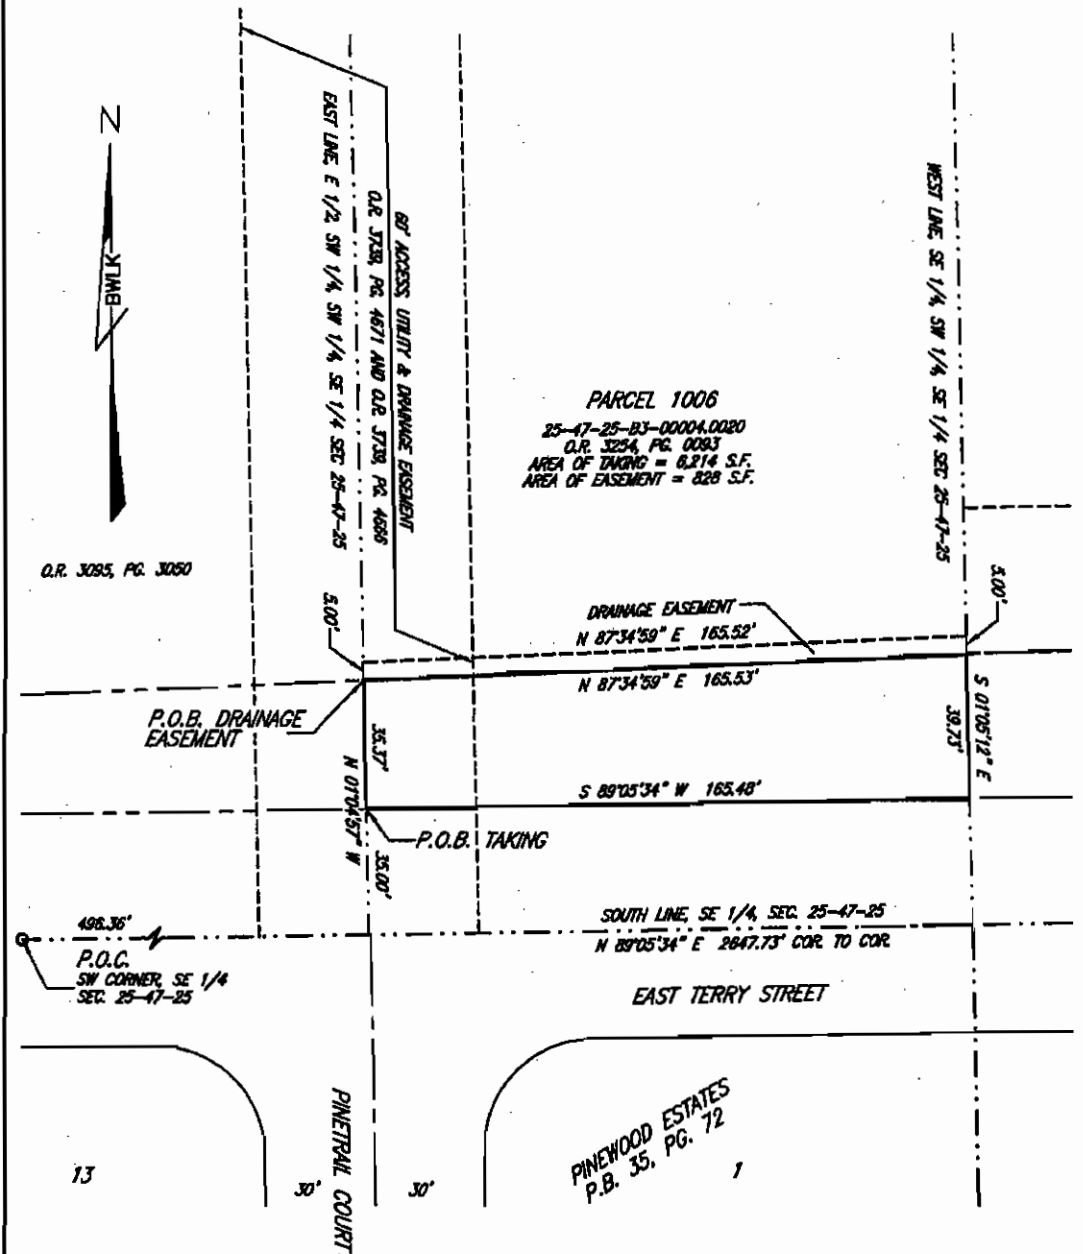 N
BWLK
EAST LINE, E 1/2, SW 1/4, SW 1/4, SE 1/4 SEC 25-47-25
60' ACCESS, UTILITY & DRAINAGE EASEMENT
O.R. 3739, PG. 4671 AND O.R. 3739, PG. 4666
WEST LINE, SE 1/4, SW 1/4, SE 1/4 SEC 25-47-25
PARCEL 1006
25-47-25-B3-00004.0020
O.R. 3254, PG. 0093
AREA OF TAKING = 6,214 S.F.
AREA OF EASEMENT = 828 S.F.
O.R. 3095, PG. 3050
5.00'
5.00'
DRAINAGE EASEMENT
N 87°34'59" E 165.52'
N 87°34'59" E 165.53'
P.O.B. DRAINAGE
EASEMENT
35.37'
N 01°04'57" W
S 01°05'12" E
39.73'
S 89°05'34" W 165.48'
P.O.B. TAKING
35.00'
496.36'
P.O.C.
SW CORNER, SE 1/4
SEC. 25-47-25
SOUTH LINE, SE 1/4, SEC. 25-47-25
N 89°05'34" E 2647.73' COR. TO COR.
EAST TERRY STREET
PINETRAIL COURT
PINEWOOD ESTATES
P.B. 35, PG. 72
13
30'
30'
1